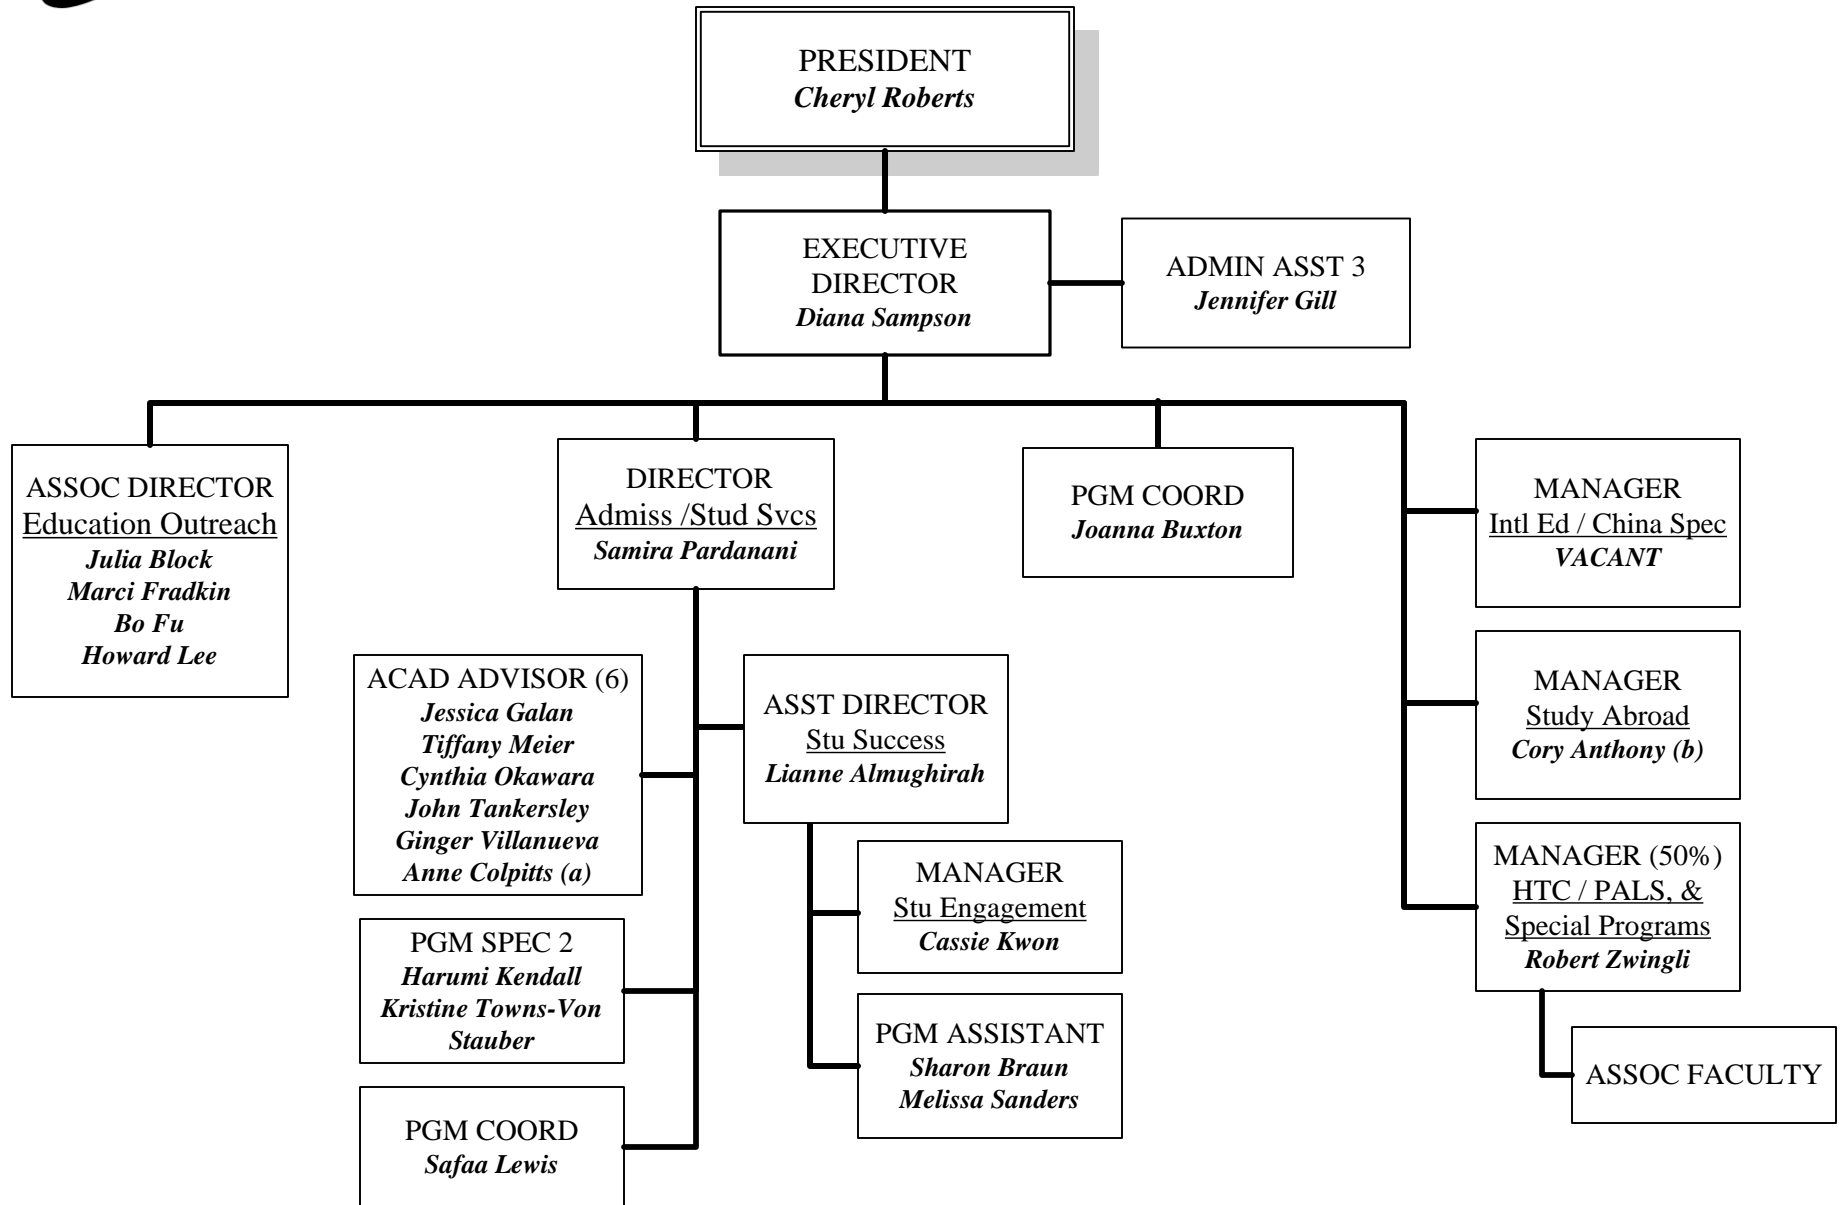 PRESIDENT
Cheryl Roberts
EXECUTIVE
DIRECTOR
Diana Sampson
ADMIN ASST 3
Jennifer Gill
ASSOC DIRECTOR
Education Outreach
Julia Block
Marci Fradkin
Bo Fu
Howard Lee
DIRECTOR
Admiss /Stud Svcs
Samira Pardanani
PGM COORD
Joanna Buxton
MANAGER
Intl Ed / China Spec
VACANT
ACAD ADVISOR (6)
Jessica Galan
Tiffany Meier
Cynthia Okawara
John Tankersley
Ginger Villanueva
Anne Colpitts (a)
ASST DIRECTOR
Stu Success
Lianne Almughirah
MANAGER
Study Abroad
Cory Anthony (b)
MANAGER
Stu Engagement
Cassie Kwon
MANAGER (50%)
HTC / PALS, &
Special Programs
Robert Zwingli
PGM SPEC 2
Harumi Kendall
Kristine Towns-Von
Stauber
PGM ASSISTANT
Sharon Braun
Melissa Sanders
ASSOC FACULTY
PGM COORD
Safaa Lewis